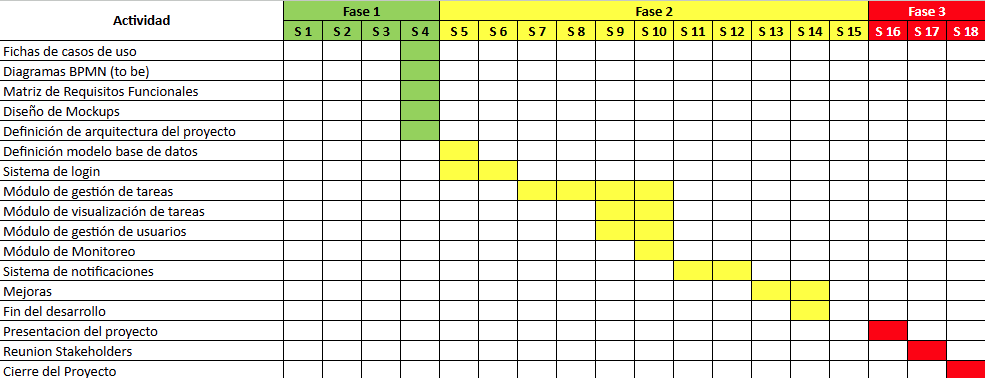 Actividad
Fase 1 Fase 2 Fase 3
S 1 S 2 S 3 S 4 S 5 S 6 S 7 S 8 S 9 S 10 S 11 S 12 S 13 S 14 S 15 S 16 S 17 S 18
Fichas de casos de uso
Diagramas BPMN (to be)
Matriz de Requisitos Funcionales
Diseño de Mockups
Definición de arquitectura del proyecto
Definición modelo base de datos
Sistema de login
Módulo de gestión de tareas
Módulo de visualización de tareas
Módulo de gestión de usuarios
Módulo de Monitoreo
Sistema de notificaciones
Mejoras
Fin del desarrollo
Presentacion del proyecto
Reunion Stakeholders
Cierre del Proyecto